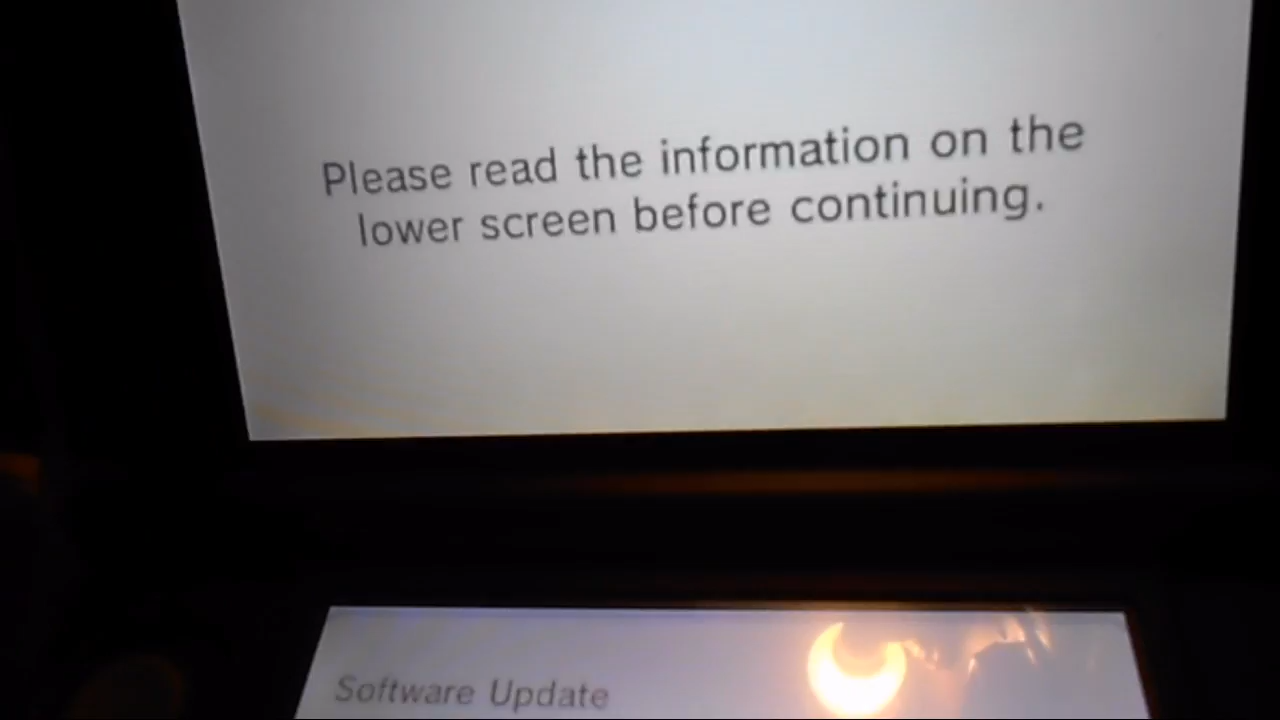 Please read the information on the
lower screen before continuing.
Software Update